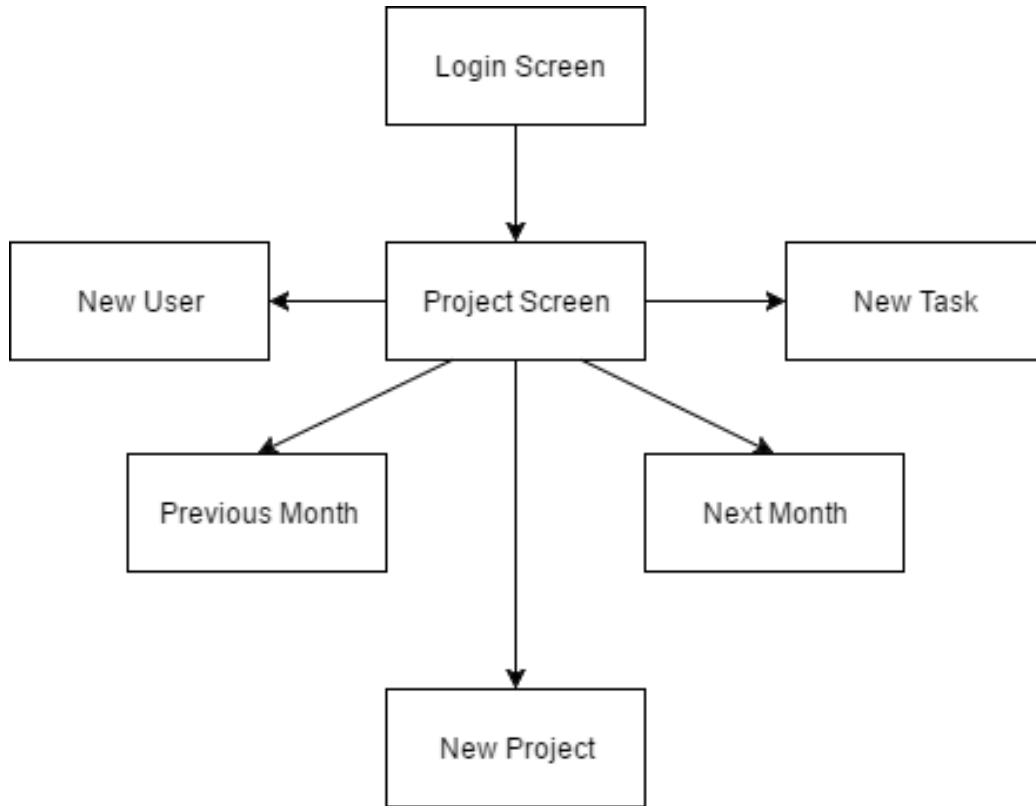 Login Screen
New User
Project Screen
New Task
Previous Month
Next Month
New Project